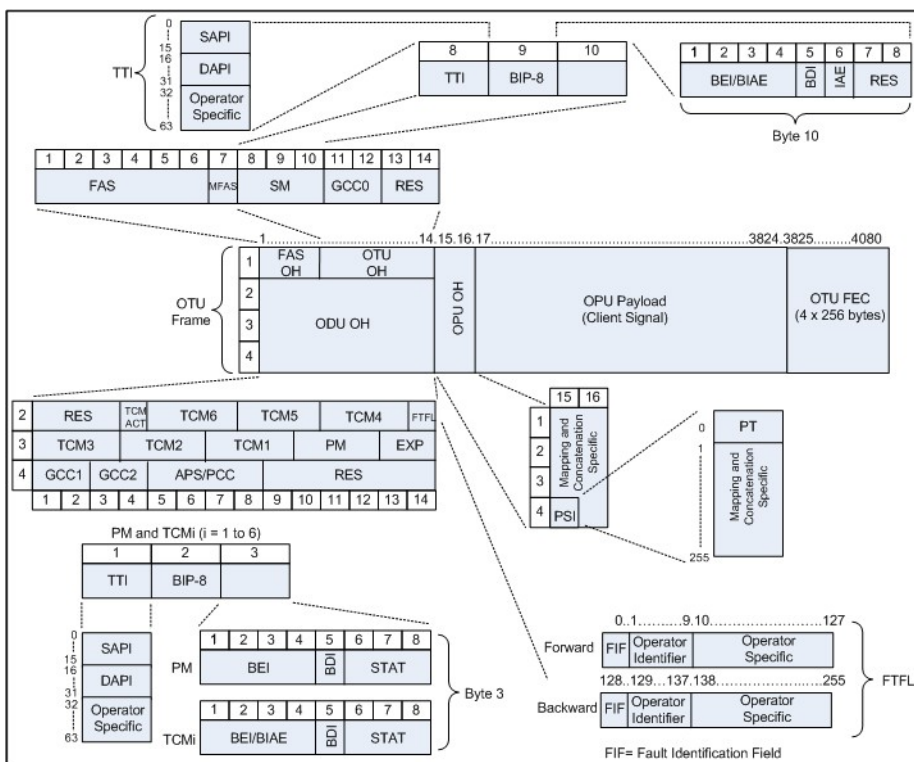 0 15 16 31 32 63
TTI
SAPI
DAPI
Operator Specific
8 9 10
TTI BIP-8
1 2 3 4 5 6 7 8
BEI/BIAE BDI IAE RES
Byte 10
1 2 3 4 5 6 7 8 9 10 11 12 13 14
FAS MFAS SM GCC0 RES
1 14.15.16.17 3824.3825.........4080
OTU Frame
1
2
3
4
FAS OH
OTU OH
ODU OH
OPU OH
OPU Payload
(Client Signal)
OTU FEC
(4 x 256 bytes)
2 RES TCM ACT TCM6 TCM5 TCM4 FTFL
3 TCM3 TCM2 TCM1 PM EXP
4 GCC1 GCC2 APS/PCC RES
1 2 3 4 5 6 7 8 9 10 11 12 13 14
15 16
1
2
3
4
Mapping and Concatenation Specific
PSI
0
1
255
PT
Mapping and Concatenation Specific
PM and TCMi (i = 1 to 6)
1 2 3
TTI BIP-8
0 15 16 31 32 63
SAPI
DAPI
Operator Specific
1 2 3 4 5 6 7 8
PM BEI BDI STAT
1 2 3 4 5 6 7 8
TCMi BEI/BIAE BDI STAT
Byte 3
0..1............9.10...........................127
Forward FIF Operator Identifier Operator Specific
128..129...137.138............................255
Backward FIF Operator Identifier Operator Specific
FTFL
FIF= Fault Identification Field